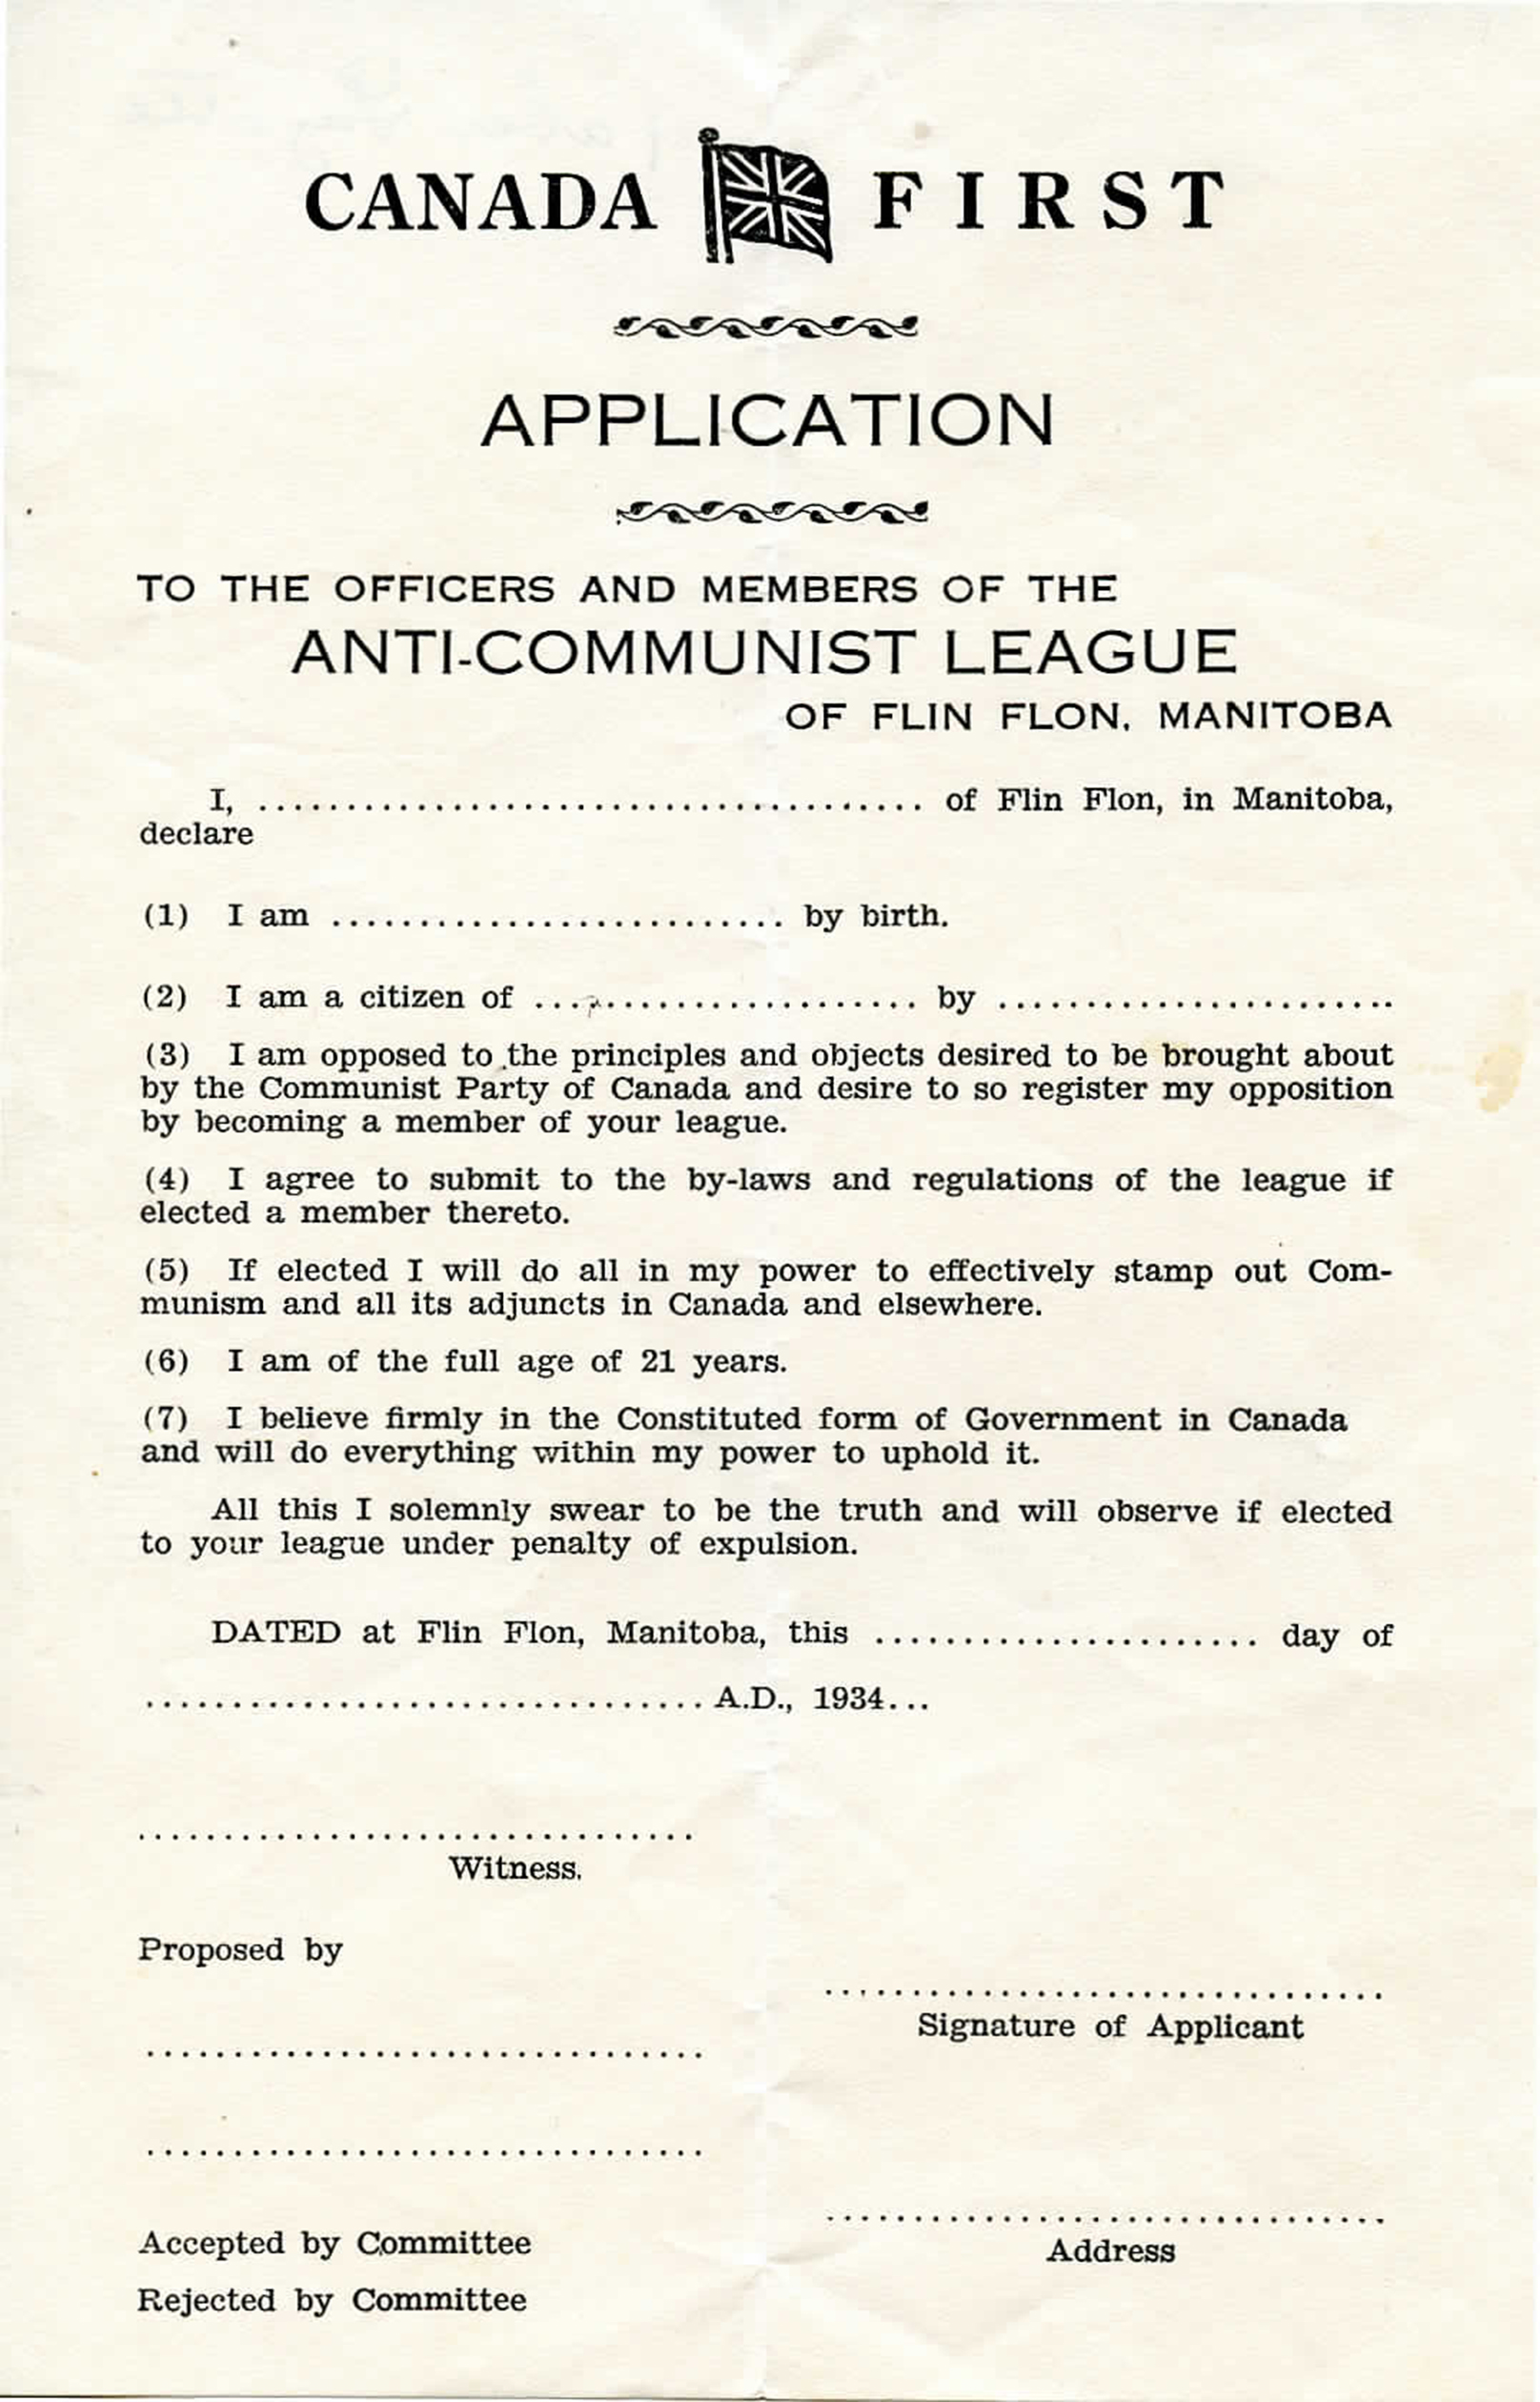 CANADA FIRST
APPLICATION
TO THE OFFICERS AND MEMBERS OF THE
ANTI-COMMUNIST LEAGUE
OF FLIN FLON, MANITOBA
I, ...................................... of Flin Flon, in Manitoba,
declare
(1) I am .......................... by birth.
(2) I am a citizen of ...................... by .......................
(3) I am opposed to the principles and objects desired to be brought about
by the Communist Party of Canada and desire to so register my opposition
by becoming a member of your league.
(4) I agree to submit to the by-laws and regulations of the league if
elected a member thereto.
(5) If elected I will do all in my power to effectively stamp out Com-
munism and all its adjuncts in Canada and elsewhere.
(6) I am of the full age of 21 years.
(7) I believe firmly in the Constituted form of Government in Canada
and will do everything within my power to uphold it.
All this I solemnly swear to be the truth and will observe if elected
to your league under penalty of expulsion.
DATED at Flin Flon, Manitoba, this ...................... day of
................................ A.D., 1934...
................................
Witness.
Proposed by
................................
Signature of Applicant
................................
................................
................................
Accepted by Committee
Address
Rejected by Committee